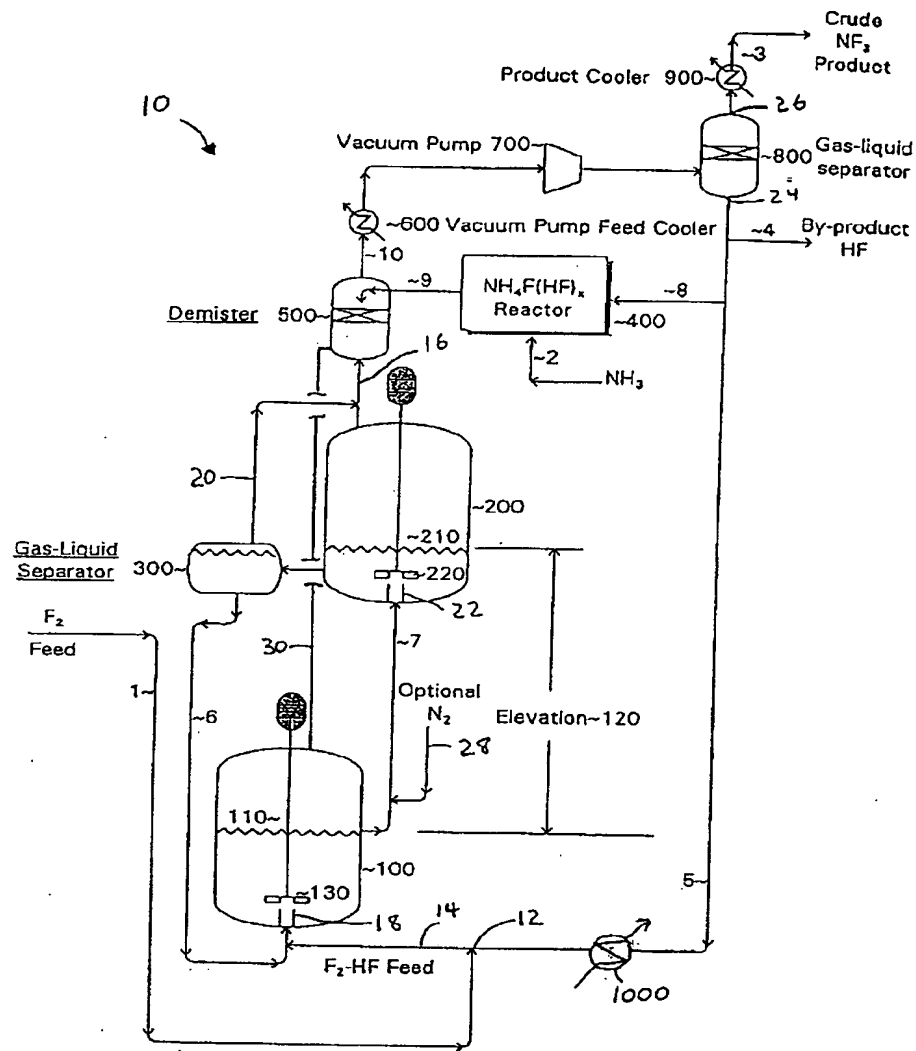 Crude
NF₃
Product
~3
Product Cooler 900~
26
10
Vacuum Pump 700
~800 Gas-liquid
separator
24
~600 Vacuum Pump Feed Cooler
~4 By-product
HF
~10
~9
NH₄F(HF)ₓ
Reactor
~8
~400
Demister 500~
16
~2
NH₃
20
~200
~210
Gas-Liquid
Separator 300~
~220
22
F₂
Feed
30
~7
1~
~6
Optional
N₂
28
Elevation~120
110~
~100
5~
~130
18
14
12
F₂-HF Feed
1000